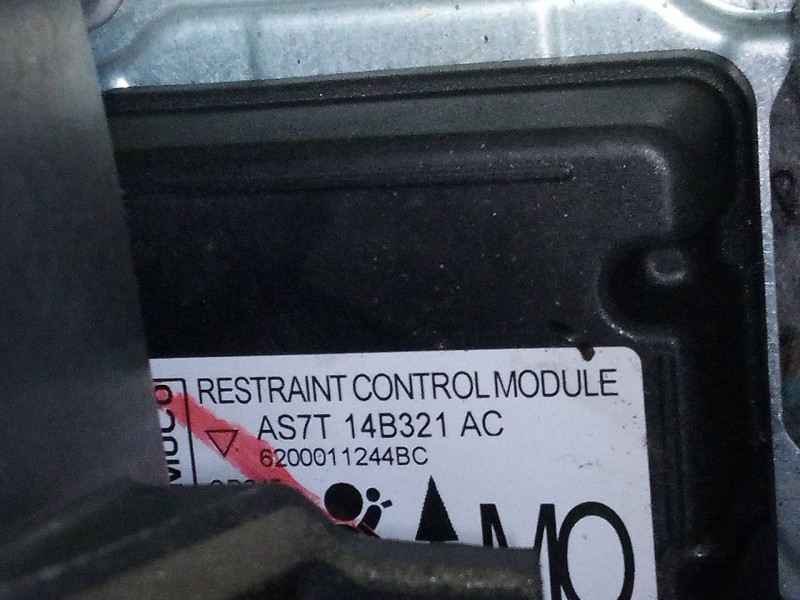 RESTRAINT CONTROL MODULE
AS7T 14B321 AC
6200011244BC
MO